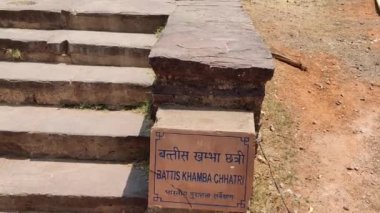 बत्तीस खम्भा छत्री
BATTIS KHAMBA CHHATRI
भारतीय पुरातत्व सर्वेक्षण